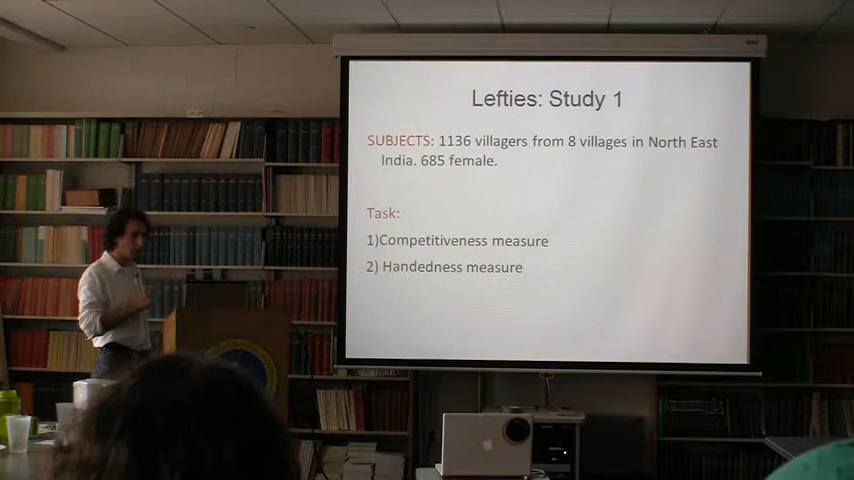 Lefties: Study 1
SUBJECTS: 1136 villagers from 8 villages in North East
India. 685 female.
Task:
1)Competitiveness measure
2) Handedness measure